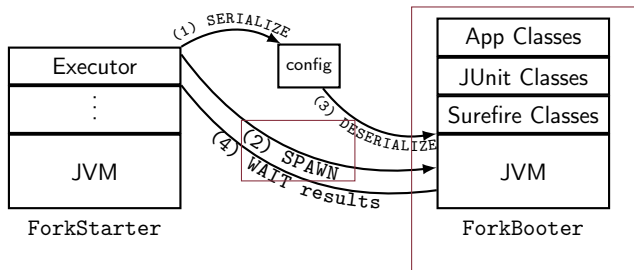 (1) SERIALIZE
App Classes
Executor
config
JUnit Classes
(3) DESERIALIZE
Surefire Classes
(2) SPAWN
(4) WAIT results
JVM
JVM
ForkStarter
ForkBooter